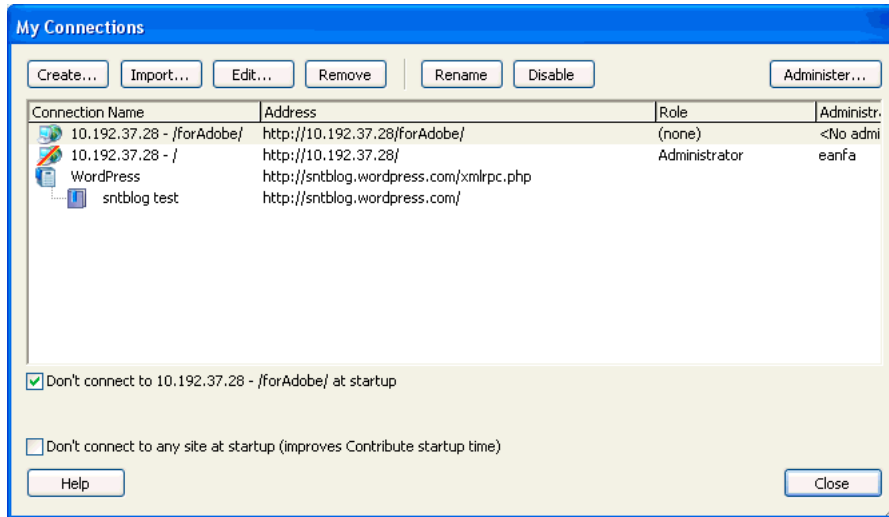 My Connections
Create... Import... Edit... Remove Rename Disable Administer...
Connection Name Address Role Administr
10.192.37.28 - /forAdobe/ http://10.192.37.28/forAdobe/ (none) <No admi
10.192.37.28 - / http://10.192.37.28/ Administrator eanfa
WordPress http://sntblog.wordpress.com/xmlrpc.php
sntblog test http://sntblog.wordpress.com/
Don't connect to 10.192.37.28 - /forAdobe/ at startup
Don't connect to any site at startup (improves Contribute startup time)
Help Close